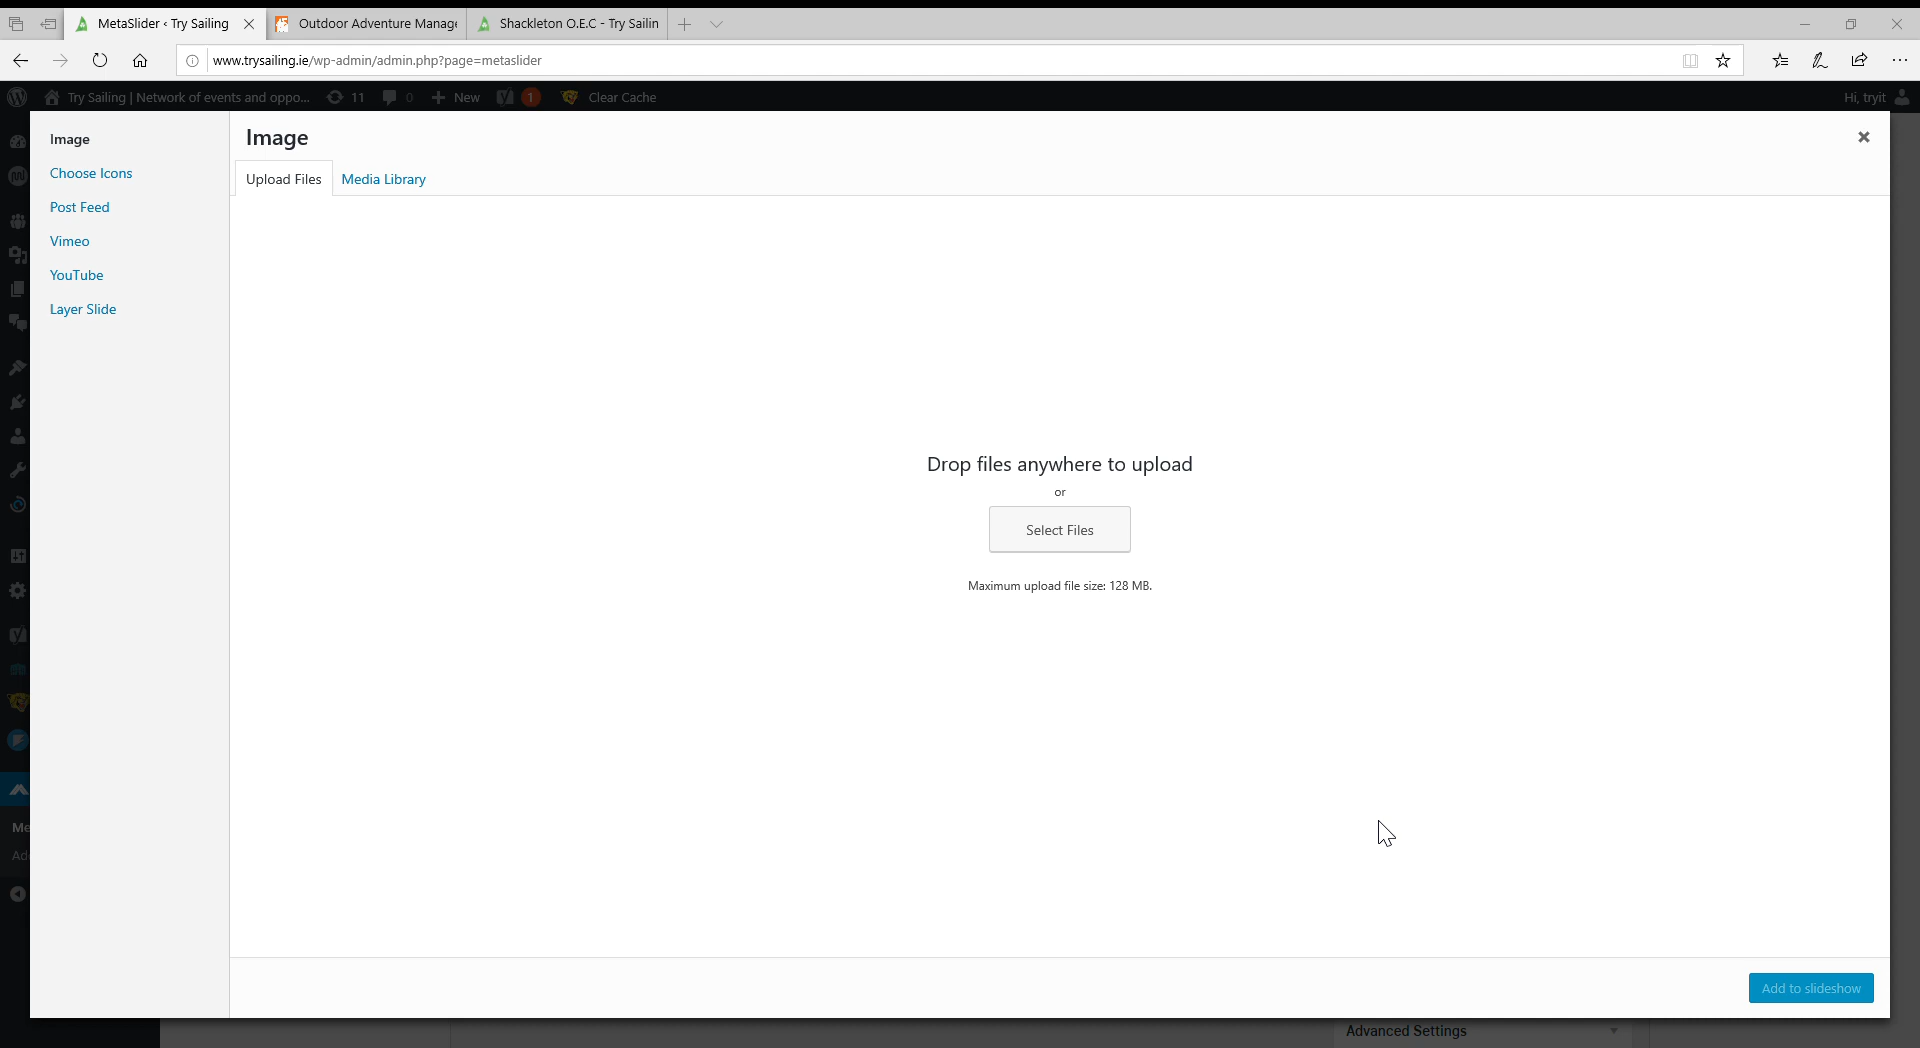 MetaSlider ‹ Try Sailing
Outdoor Adventure Manage
Shackleton O.E.C - Try Sailin
www.trysailing.ie/wp-admin/admin.php?page=metaslider
Try Sailing | Network of events and oppo... 11 0 New 1 Clear Cache Hi, tryit
Image
Choose Icons
Post Feed
Vimeo
YouTube
Layer Slide
Image
Upload Files Media Library
Drop files anywhere to upload
or
Select Files
Maximum upload file size: 128 MB.
Me
Ad
Add to slideshow
Advanced Settings